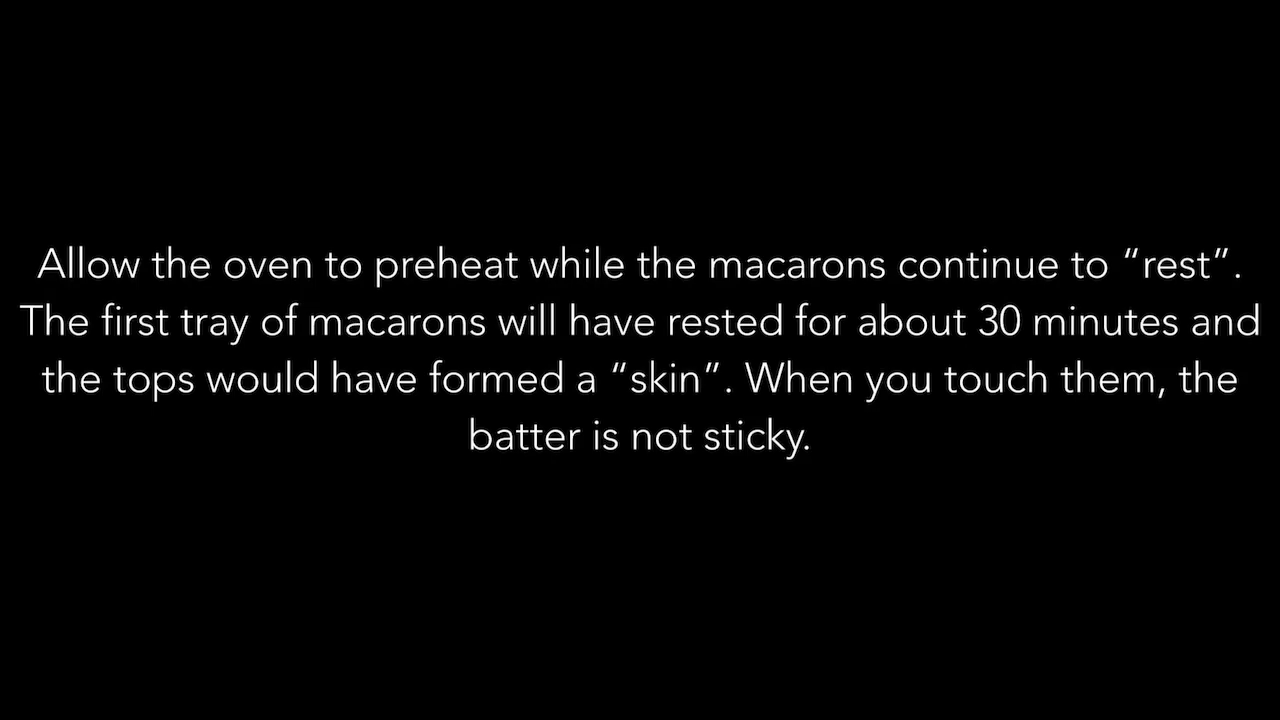 Allow the oven to preheat while the macarons continue to “rest”.
The first tray of macarons will have rested for about 30 minutes and
the tops would have formed a “skin”. When you touch them, the
batter is not sticky.